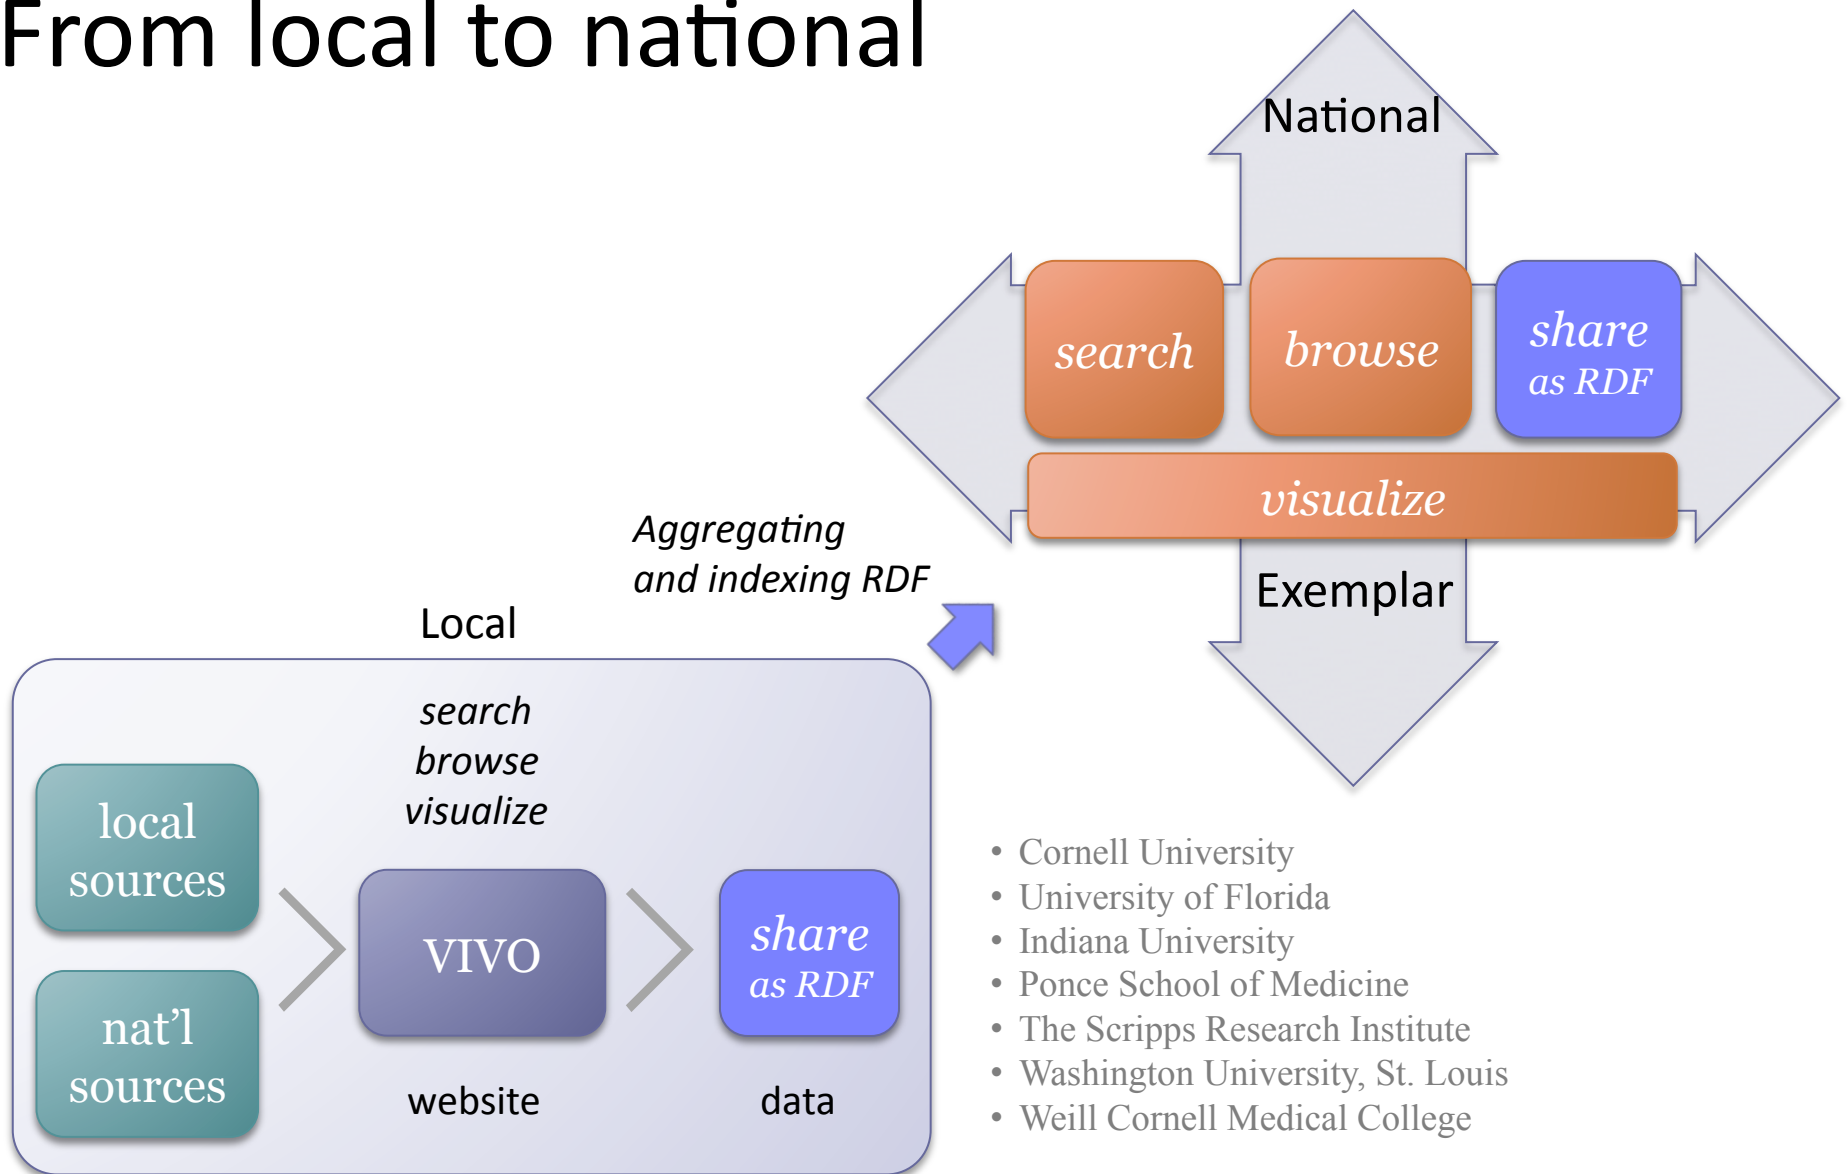 From local to national
National
search
browse
share
as RDF
visualize
Exemplar
Aggregating
and indexing RDF
Local
search
browse
visualize
local
sources
nat’l
sources
VIVO
share
as RDF
website
data
• Cornell University
• University of Florida
• Indiana University
• Ponce School of Medicine
• The Scripps Research Institute
• Washington University, St. Louis
• Weill Cornell Medical College